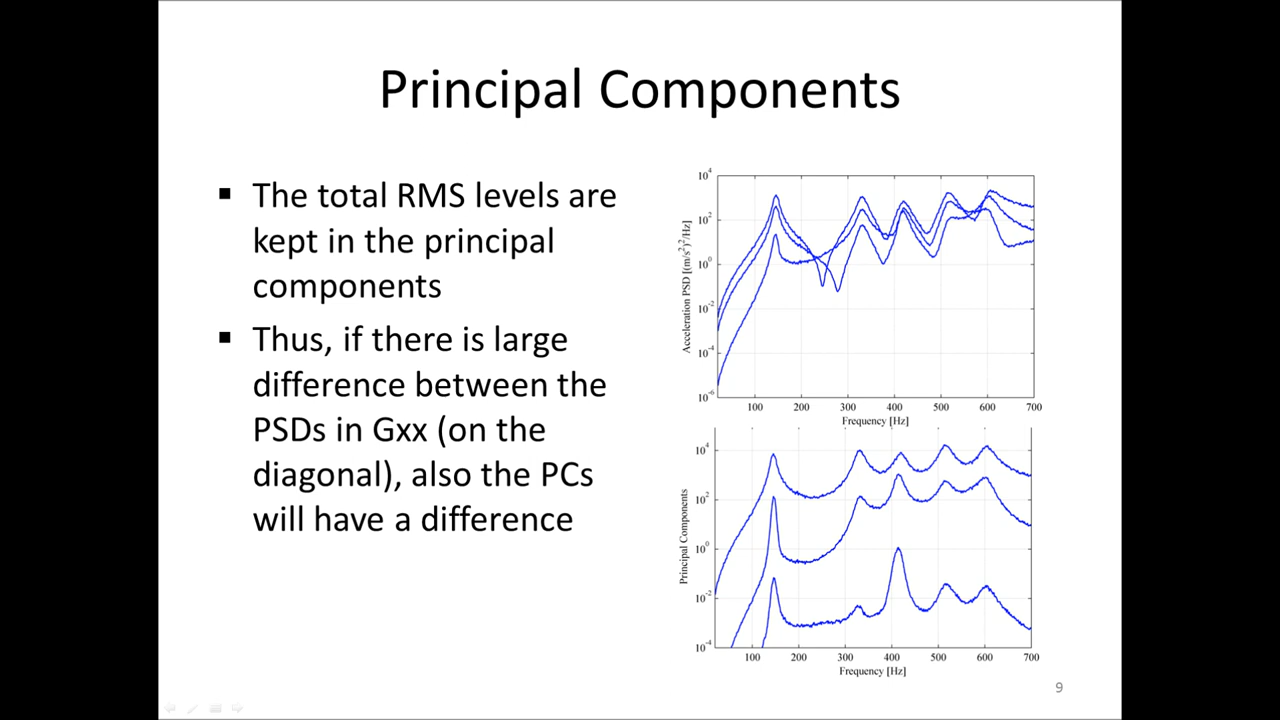 Principal Components
▪ The total RMS levels are
kept in the principal
components
▪ Thus, if there is large
difference between the
PSDs in Gxx (on the
diagonal), also the PCs
will have a difference
10^4
10^2
10^0
10^-2
10^-4
10^-6
Acceleration PSD [(m/s^2)^2/Hz]
100 200 300 400 500 600 700
Frequency [Hz]
10^4
10^2
10^0
10^-2
10^-4
Principal Components
100 200 300 400 500 600 700
Frequency [Hz]
9